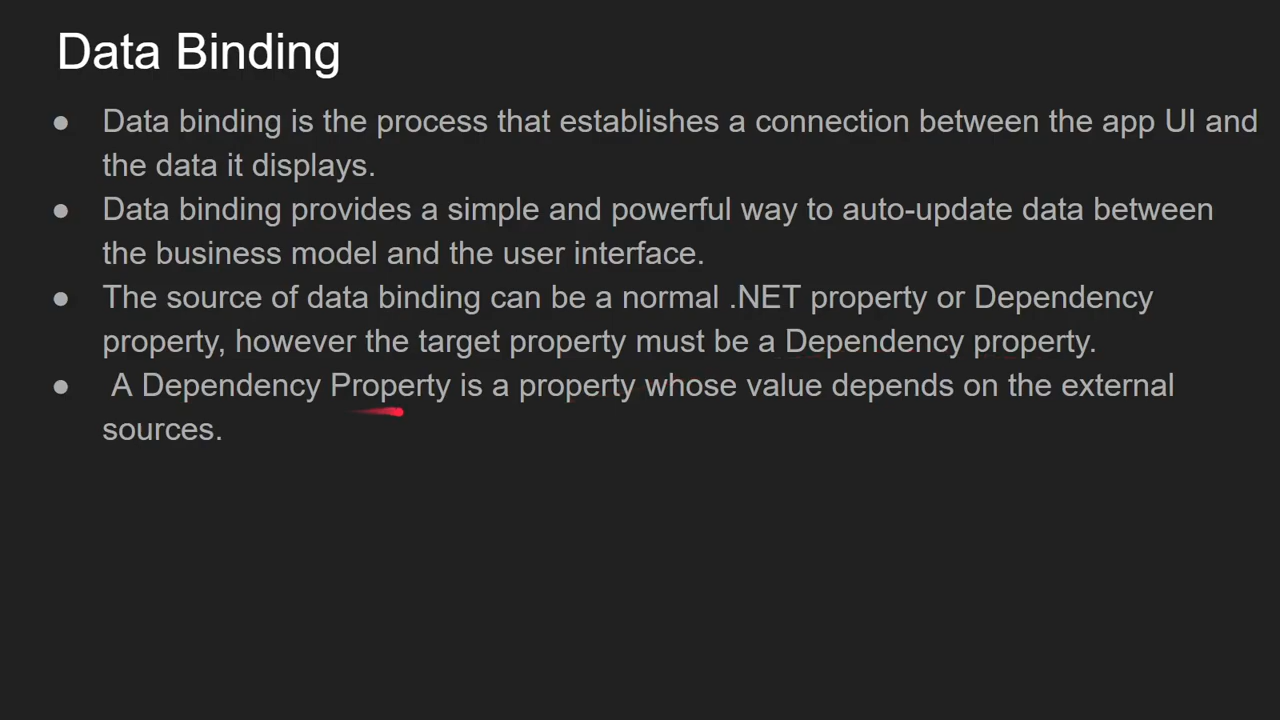 Data Binding
● Data binding is the process that establishes a connection between the app UI and
the data it displays.
● Data binding provides a simple and powerful way to auto-update data between
the business model and the user interface.
● The source of data binding can be a normal .NET property or Dependency
property, however the target property must be a Dependency property.
● A Dependency Property is a property whose value depends on the external
sources.